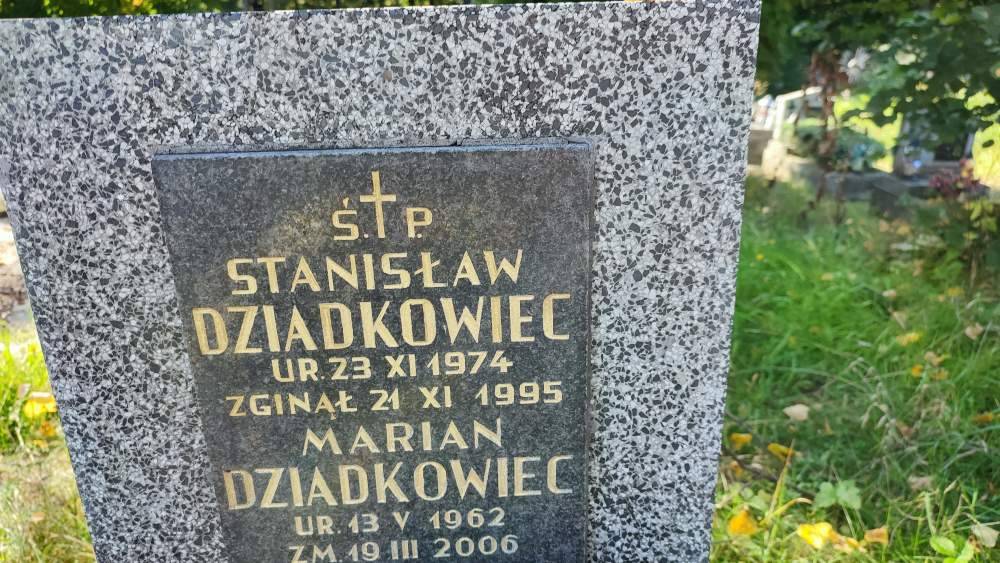 Ś.†P.
STANISŁAW
DZIADKOWIEC
UR. 23 XI 1974
ZGINĄŁ 21 XI 1995
MARIAN
DZIADKOWIEC
UR. 13 V 1962
ZM. 19 III 2006